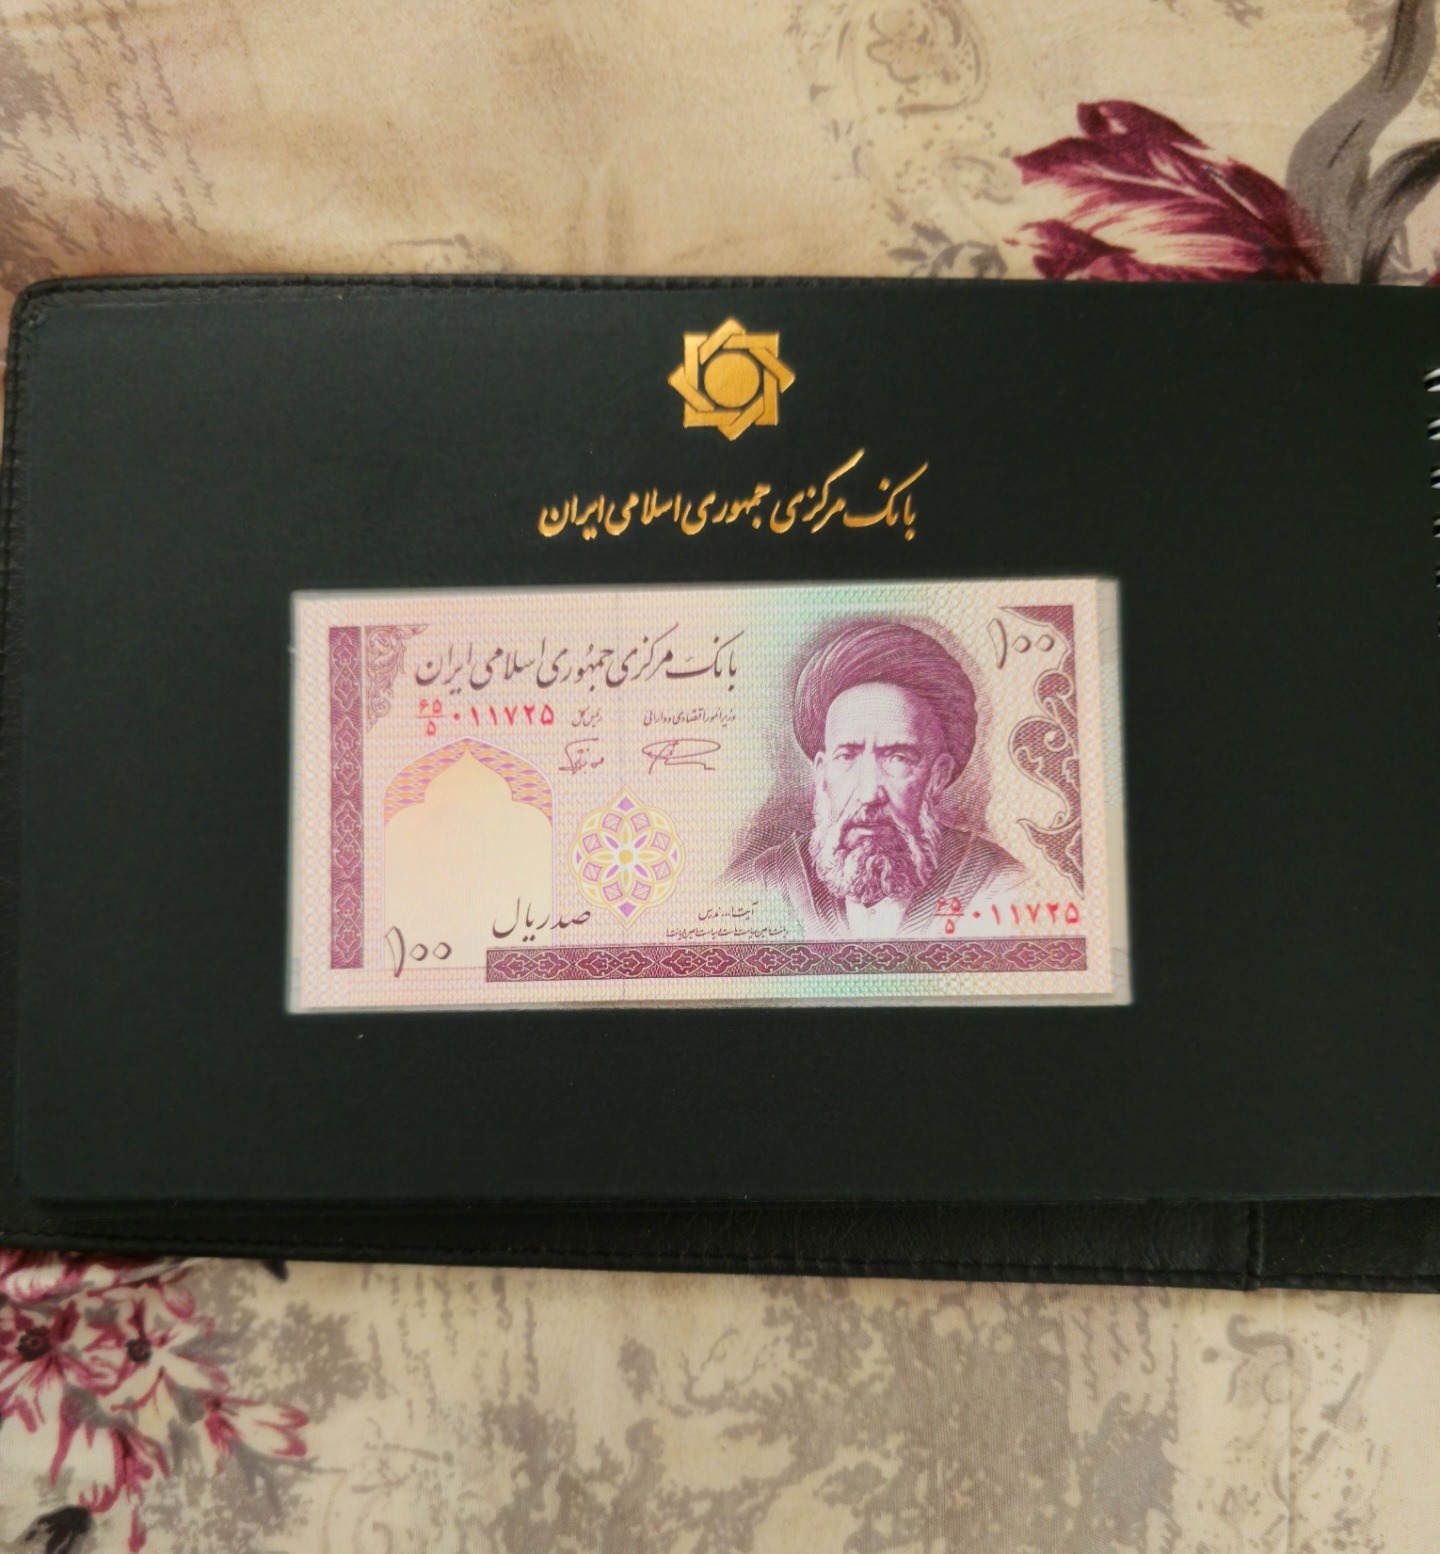 بانک مرکزی جمهوری اسلامی ایران
بانک مرکزی جمهوری اسلامی ایران
۱۰۰
۶۵/۵ ۰۱۱۷۲۵
رئیس کل
وزیر امور اقتصادی و دارائی
صد ریال
۱۰۰
آیت ا... مدرس
۶۵/۵ ۰۱۱۷۲۵